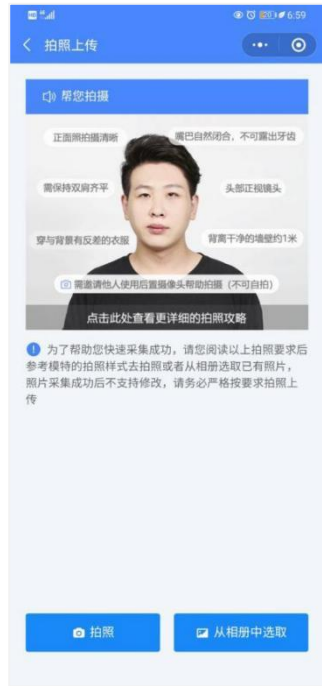 6:59
拍照上传
帮您拍摄
正面照拍摄清晰
嘴巴自然闭合，不可露出牙齿
需保持双肩齐平
头部正视镜头
穿与背景有反差的衣服
背离干净的墙壁约1米
需邀请他人使用后置摄像头帮助拍摄（不可自拍）
点击此处查看更详细的拍照攻略
为了帮助您快速采集成功，请您阅读以上拍照要求后
参考模特的拍照样式去拍照或者从相册选取已有照片，
照片采集成功后不支持修改，请务必严格按要求拍照上
传
拍照
从相册中选取